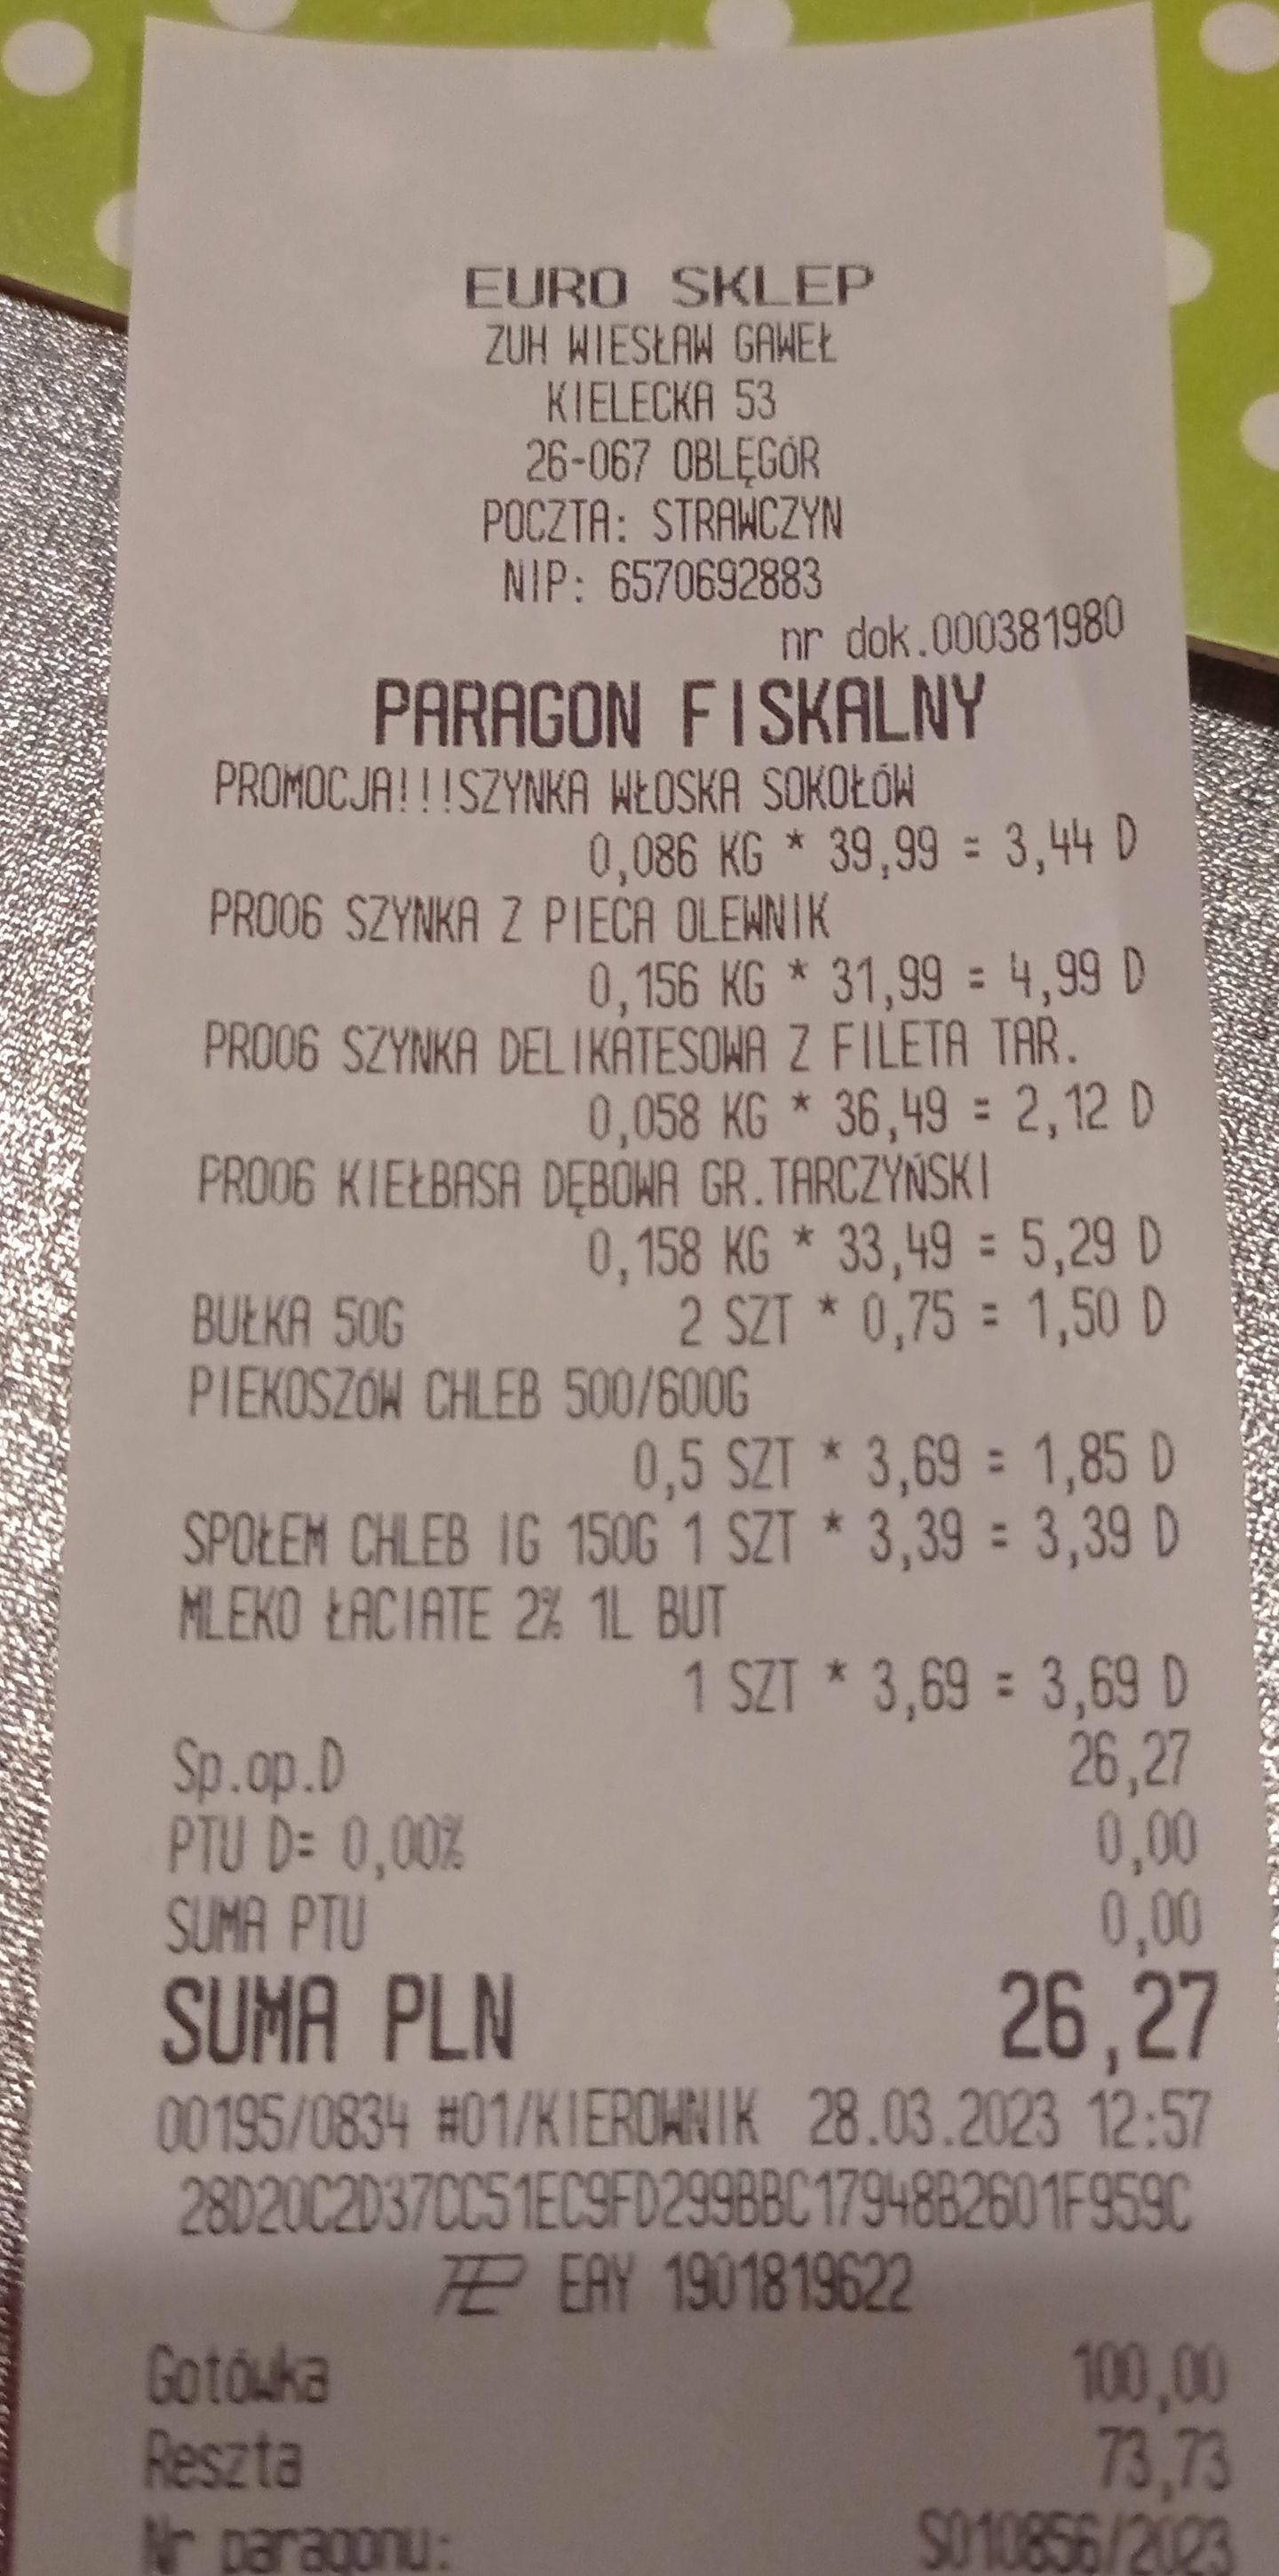 EURO SKLEP
ZUH WIESŁAW GAWEŁ
KIELECKA 53
26-067 OBLĘGÓR
POCZTA: STRAWCZYN
NIP: 6570692883
nr dok.000381980
PARAGON FISKALNY
PROMOCJA!!!SZYNKA WŁOSKA SOKOŁÓW
0,086 KG * 39,99 = 3,44 D
PRO06 SZYNKA Z PIECA OLEWNIK
0,156 KG * 31,99 = 4,99 D
PRO06 SZYNKA DELIKATESOWA Z FILETA TAR.
0,058 KG * 36,49 = 2,12 D
PRO06 KIEŁBASA DĘBOWA GR.TARCZYŃSKI
0,158 KG * 33,49 = 5,29 D
BUŁKA 50G 2 SZT * 0,75 = 1,50 D
PIEKOSZÓW CHLEB 500/600G
0,5 SZT * 3,69 = 1,85 D
SPOŁEM CHLEB IG 150G 1 SZT * 3,39 = 3,39 D
MLEKO ŁACIATE 2% 1L BUT
1 SZT * 3,69 = 3,69 D
Sp.op.D 26,27
PTU D= 0,00% 0,00
SUMA PTU 0,00
SUMA PLN 26,27
00195/0834 #01/KIEROWNIK 28.03.2023 12:57
28D20C2D37CC51EC9FD299BBC17948B2601F959C
EAY 1901819622
Gotówka 100,00
Reszta 73,73
Nr paragonu: S010856/2023